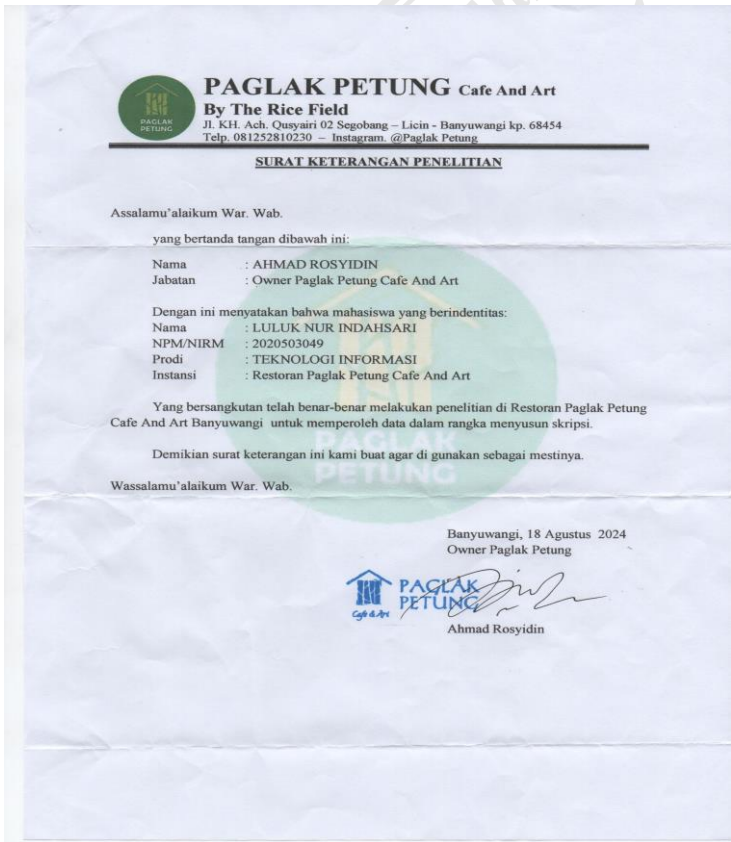 PAGLAK
PETUNG
PAGLAK PETUNG Cafe And Art
By The Rice Field
Jl. KH. Ach. Qusyairi 02 Segobang – Licin - Banyuwangi kp. 68454
Telp. 081252810230 – Instagram. @Paglak Petung
SURAT KETERANGAN PENELITIAN
Assalamu’alaikum War. Wab.
yang bertanda tangan dibawah ini:
Nama : AHMAD ROSYIDIN
Jabatan : Owner Paglak Petung Cafe And Art
Dengan ini menyatakan bahwa mahasiswa yang berindentitas:
Nama : LULUK NUR INDAHSARI
NPM/NIRM : 2020503049
Prodi : TEKNOLOGI INFORMASI
Instansi : Restoran Paglak Petung Cafe And Art
Yang bersangkutan telah benar-benar melakukan penelitian di Restoran Paglak Petung
Cafe And Art Banyuwangi untuk memperoleh data dalam rangka menyusun skripsi.
PAGLAK
Demikian surat keterangan ini kami buat agar di gunakan sebagai mestinya.
PETUNG
Wassalamu’alaikum War. Wab.
Banyuwangi, 18 Agustus 2024
Owner Paglak Petung
PAGLAK
PETUNG
Cafe & Art
Ahmad Rosyidin